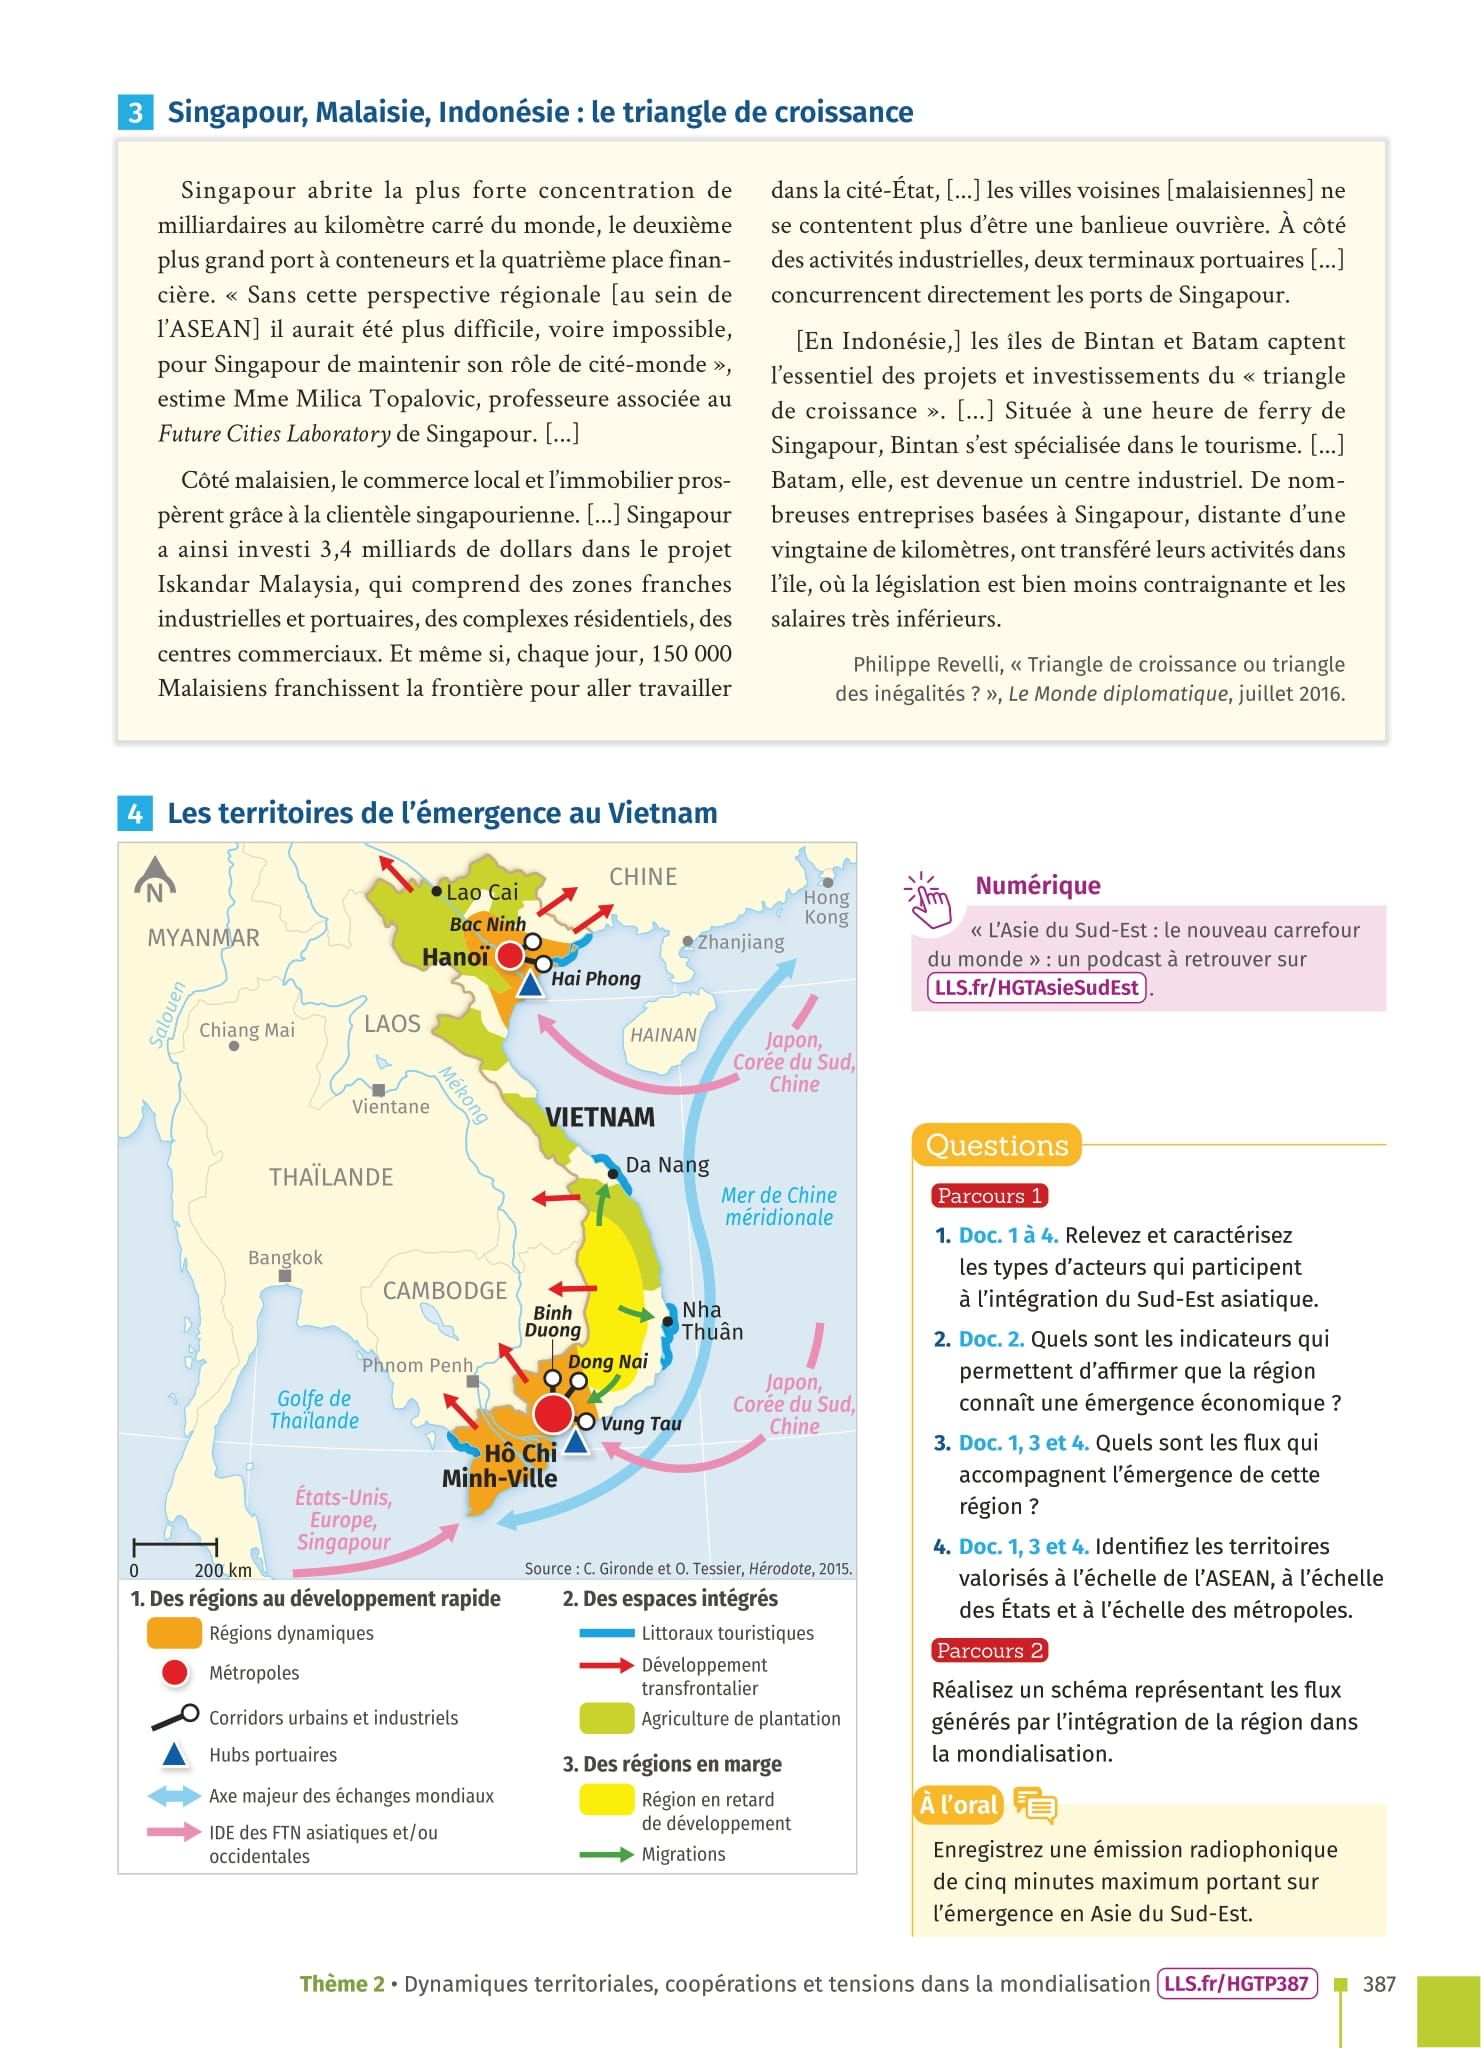 3 Singapour, Malaisie, Indonésie : le triangle de croissance
Singapour abrite la plus forte concentration de
milliardaires au kilomètre carré du monde, le deuxième
plus grand port à conteneurs et la quatrième place finan-
cière. « Sans cette perspective régionale [au sein de
l’ASEAN] il aurait été plus difficile, voire impossible,
pour Singapour de maintenir son rôle de cité-monde »,
estime Mme Milica Topalovic, professeure associée au
Future Cities Laboratory de Singapour. [...]
Côté malaisien, le commerce local et l’immobilier pros-
pèrent grâce à la clientèle singapourienne. [...] Singapour
a ainsi investi 3,4 milliards de dollars dans le projet
Iskandar Malaysia, qui comprend des zones franches
industrielles et portuaires, des complexes résidentiels, des
centres commerciaux. Et même si, chaque jour, 150 000
Malaisiens franchissent la frontière pour aller travailler
dans la cité-État, [...] les villes voisines [malaisiennes] ne
se contentent plus d’être une banlieue ouvrière. À côté
des activités industrielles, deux terminaux portuaires [...]
concurrencent directement les ports de Singapour.
[En Indonésie,] les îles de Bintan et Batam captent
l’essentiel des projets et investissements du « triangle
de croissance ». [...] Située à une heure de ferry de
Singapour, Bintan s’est spécialisée dans le tourisme. [...]
Batam, elle, est devenue un centre industriel. De nom-
breuses entreprises basées à Singapour, distante d’une
vingtaine de kilomètres, ont transféré leurs activités dans
l’île, où la législation est bien moins contraignante et les
salaires très inférieurs.
Philippe Revelli, « Triangle de croissance ou triangle
des inégalités ? », Le Monde diplomatique, juillet 2016.
4 Les territoires de l’émergence au Vietnam
N
CHINE
Lao Cai
Hong
Kong
Bac Ninh
MYANMAR
Zhanjiang
Hanoï
Hai Phong
Salouen
Chiang Mai
LAOS
HAINAN
Japon,
Corée du Sud,
Chine
Mékong
Vientane
VIETNAM
Da Nang
THAÏLANDE
Mer de Chine
méridionale
Bangkok
CAMBODGE
Binh
Duong
Nha
Thuân
Dong Nai
Phnom Penh
Golfe de
Thaïlande
Japon,
Corée du Sud,
Chine
Vung Tau
Hô Chi
Minh-Ville
États-Unis,
Europe,
Singapour
0 200 km
Source : C. Gironde et O. Tessier, Hérodote, 2015.
1. Des régions au développement rapide
Régions dynamiques
Métropoles
Corridors urbains et industriels
Hubs portuaires
Axe majeur des échanges mondiaux
IDE des FTN asiatiques et/ou
occidentales
2. Des espaces intégrés
Littoraux touristiques
Développement
transfrontalier
Agriculture de plantation
3. Des régions en marge
Région en retard
de développement
Migrations
Numérique
« L’Asie du Sud-Est : le nouveau carrefour
du monde » : un podcast à retrouver sur
LLS.fr/HGTAsieSudEst .
Questions
Parcours 1
1. Doc. 1 à 4. Relevez et caractérisez
les types d’acteurs qui participent
à l’intégration du Sud-Est asiatique.
2. Doc. 2. Quels sont les indicateurs qui
permettent d’affirmer que la région
connaît une émergence économique ?
3. Doc. 1, 3 et 4. Quels sont les flux qui
accompagnent l’émergence de cette
région ?
4. Doc. 1, 3 et 4. Identifiez les territoires
valorisés à l’échelle de l’ASEAN, à l’échelle
des États et à l’échelle des métropoles.
Parcours 2
Réalisez un schéma représentant les flux
générés par l’intégration de la région dans
la mondialisation.
À l’oral
Enregistrez une émission radiophonique
de cinq minutes maximum portant sur
l’émergence en Asie du Sud-Est.
Thème 2 • Dynamiques territoriales, coopérations et tensions dans la mondialisation LLS.fr/HGTP387 387